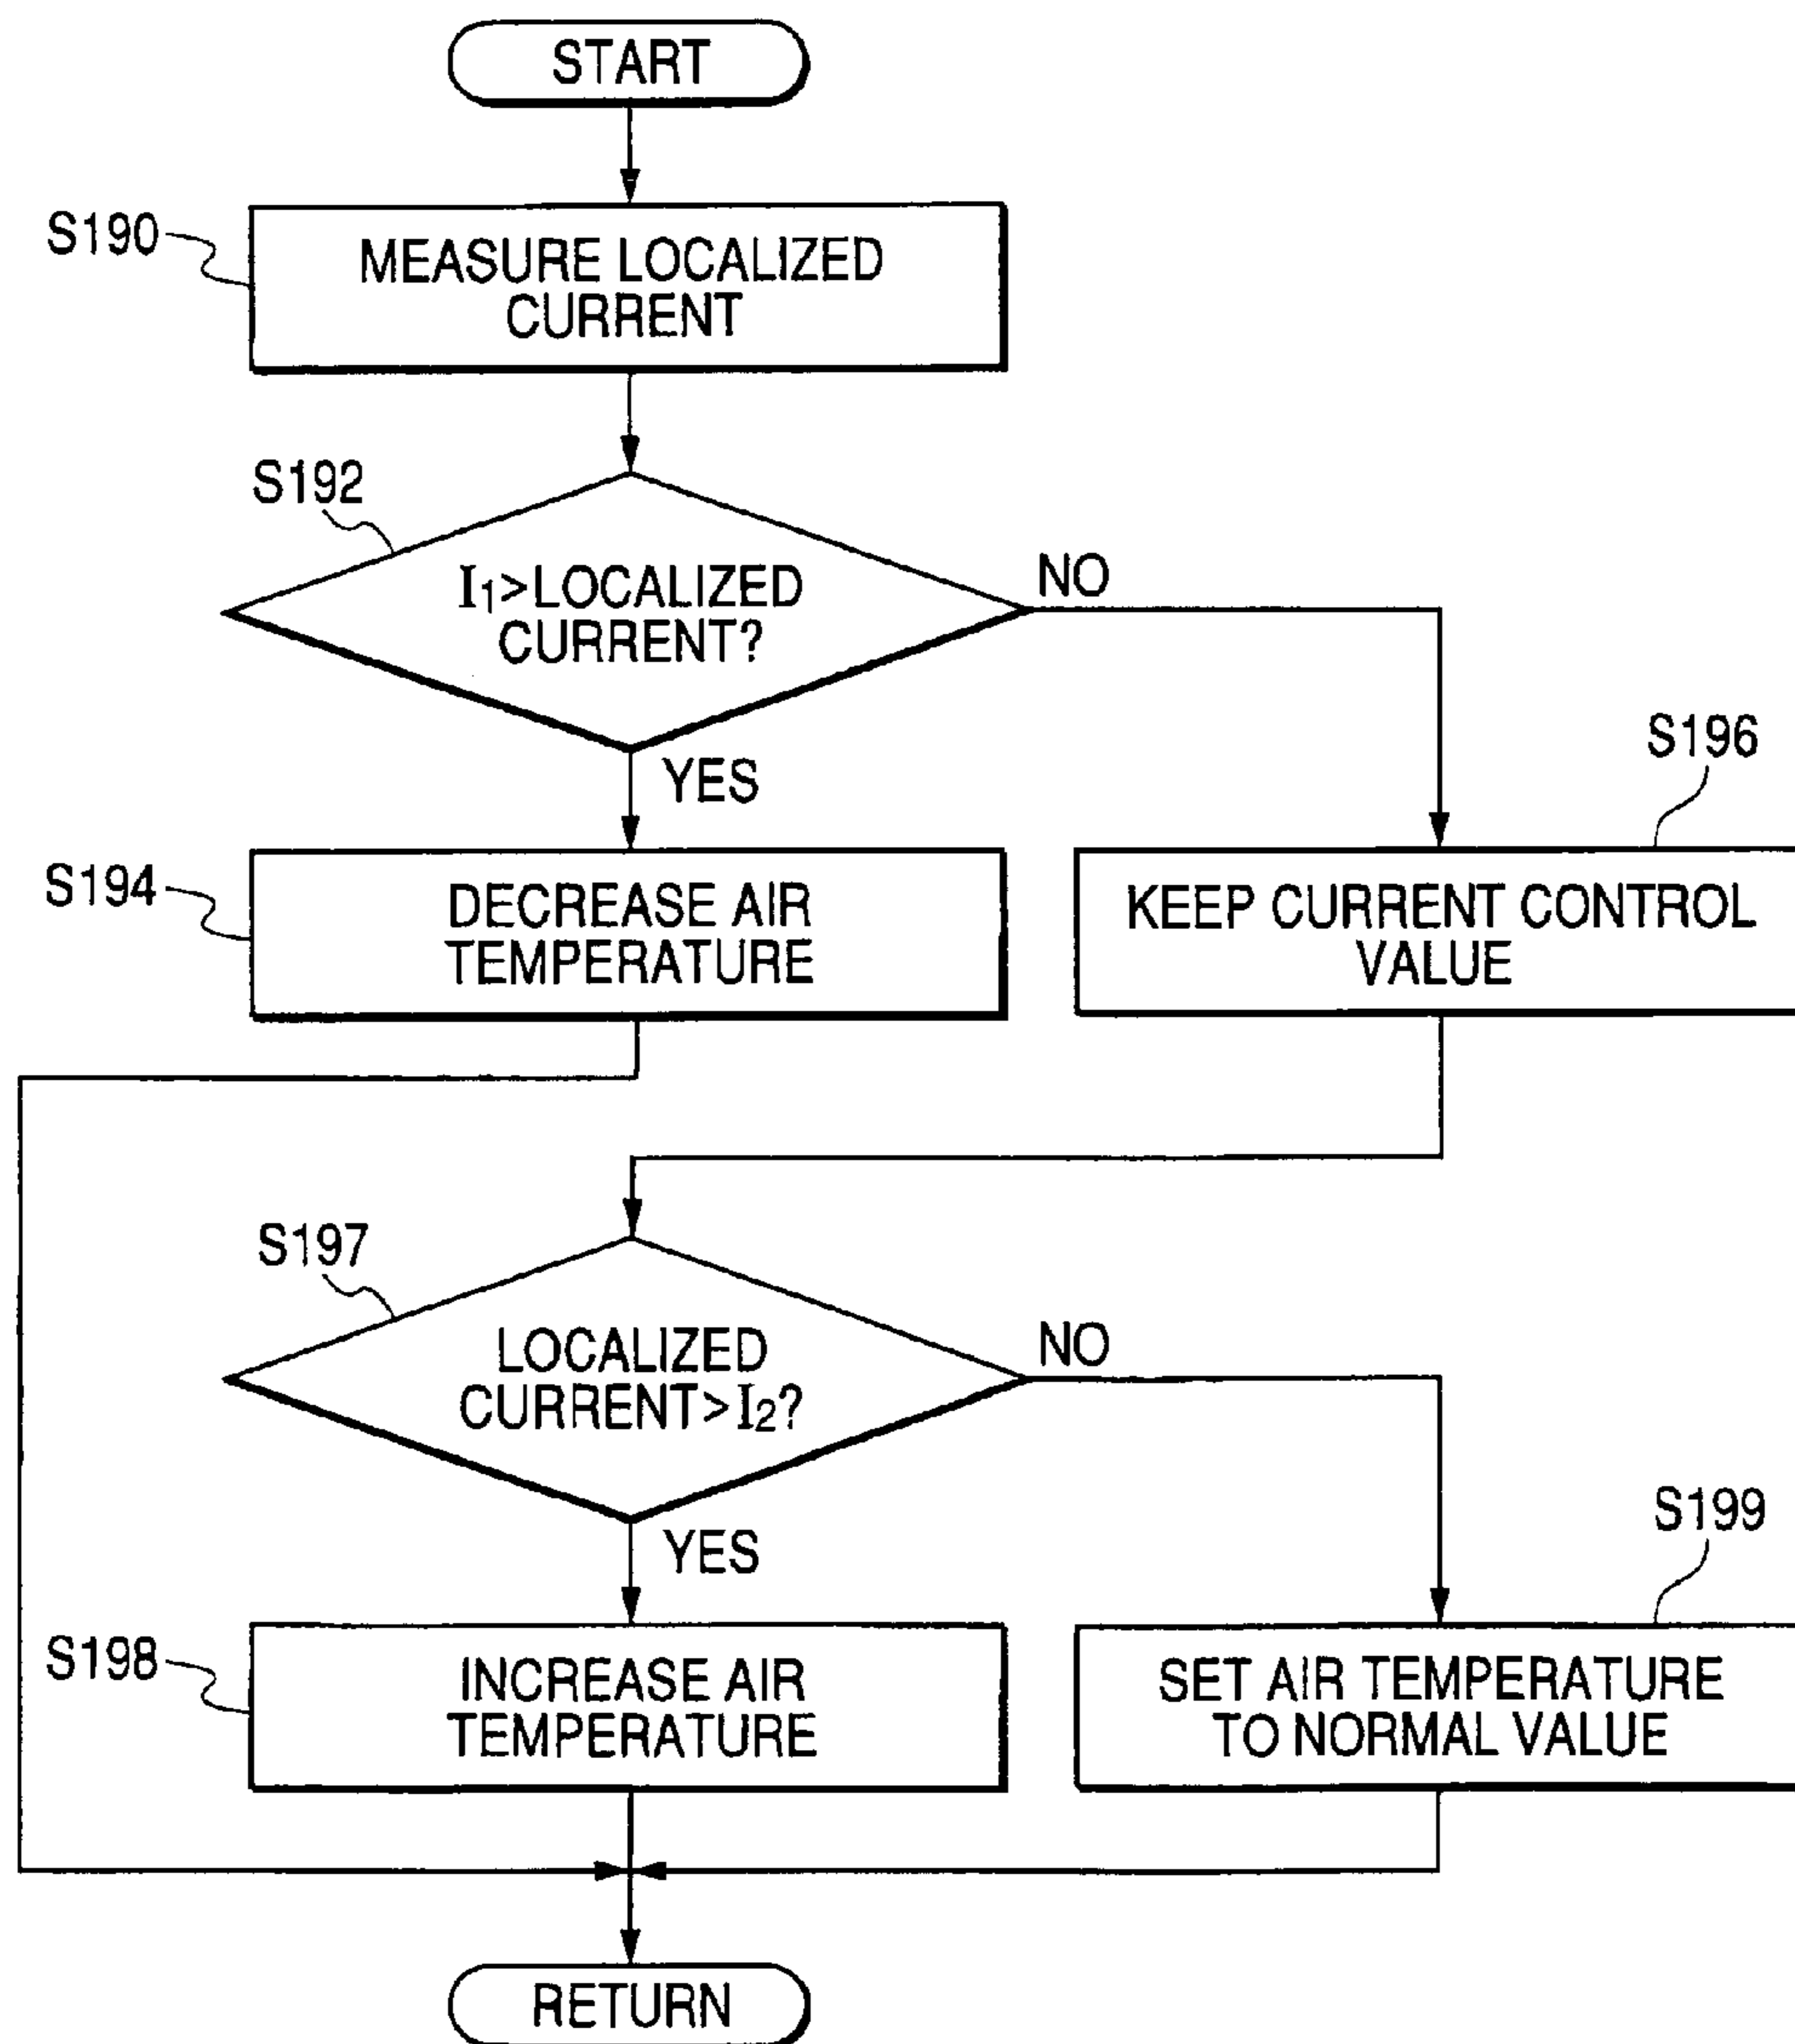 START
S190
MEASURE LOCALIZED
CURRENT
S192
I1>LOCALIZED
CURRENT?
NO
YES
S196
S194
DECREASE AIR
TEMPERATURE
KEEP CURRENT CONTROL
VALUE
S197
LOCALIZED
CURRENT>I2?
NO
YES
S199
S198
INCREASE AIR
TEMPERATURE
SET AIR TEMPERATURE
TO NORMAL VALUE
RETURN